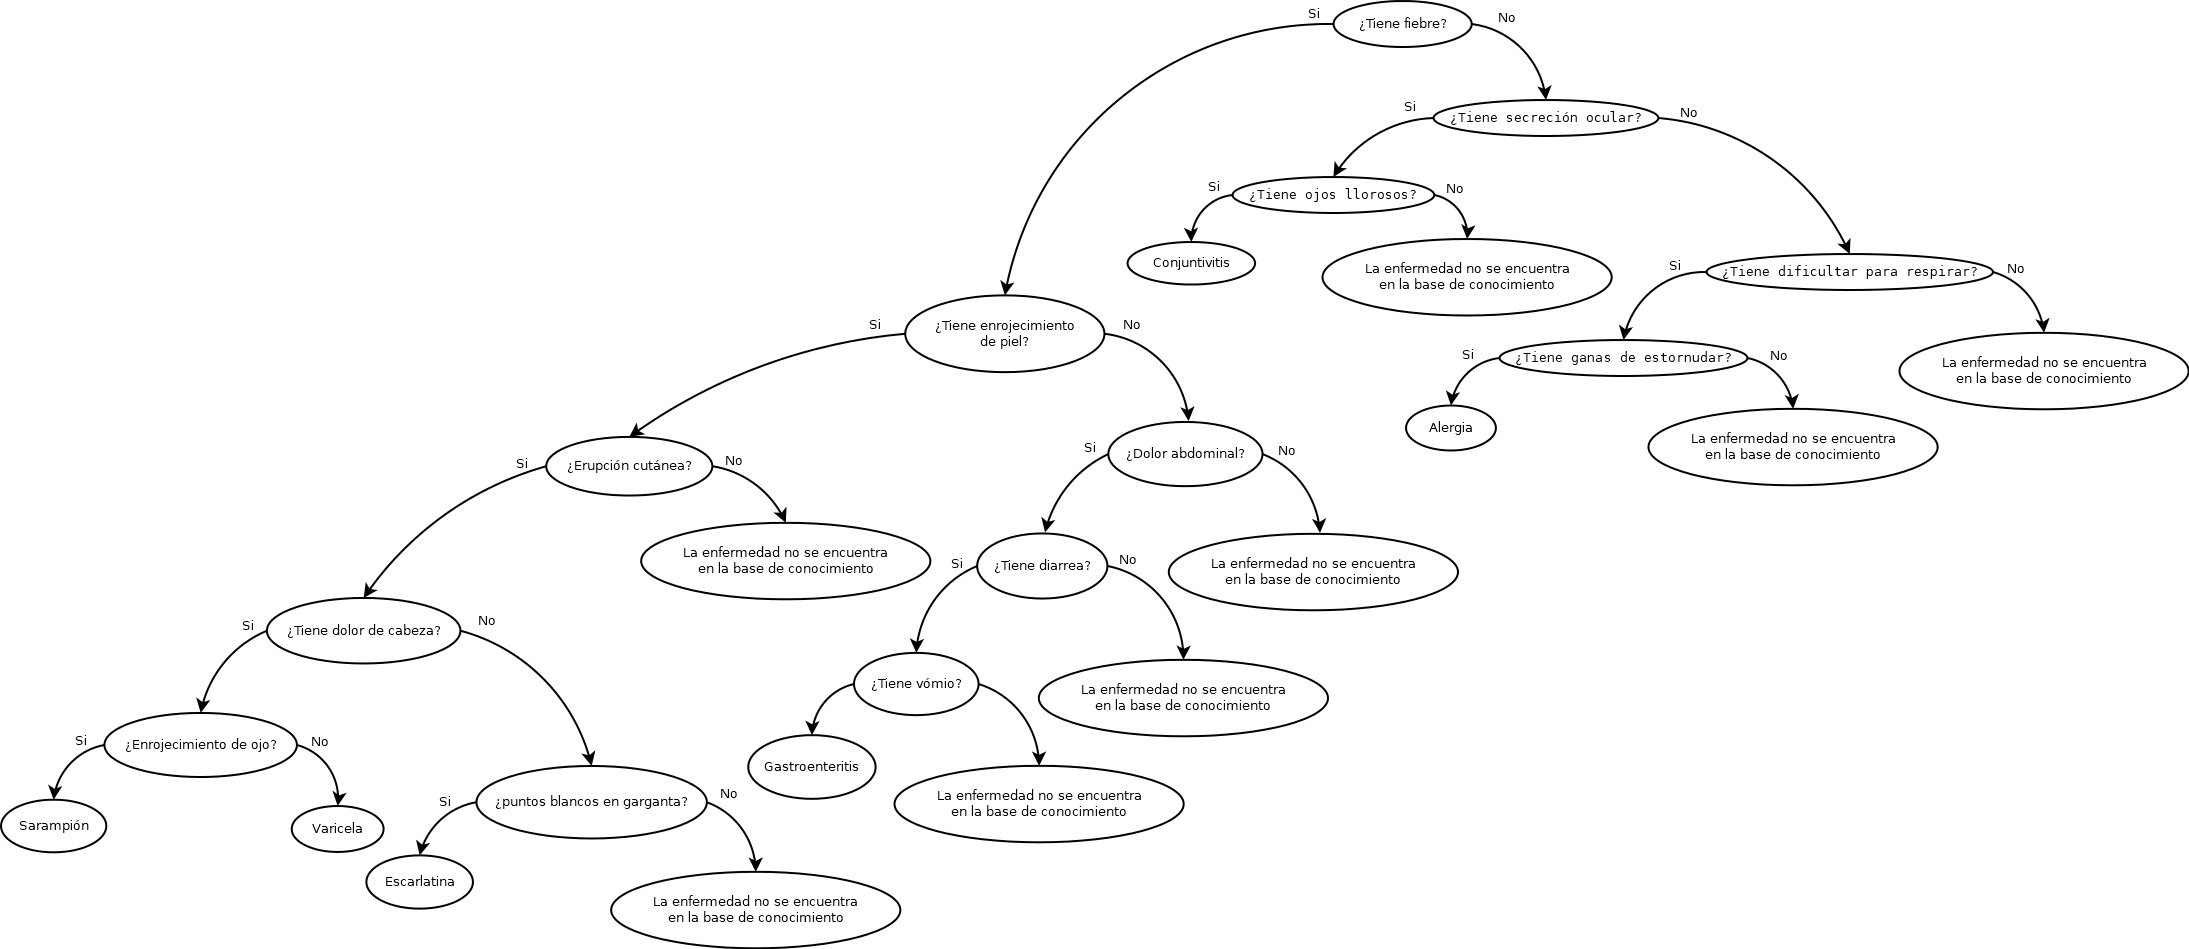 Si
¿Tiene fiebre?
No
Si
¿Tiene secreción ocular?
No
Si
¿Tiene ojos llorosos?
No
Conjuntivitis
La enfermedad no se encuentra
en la base de conocimiento
Si
¿Tiene dificultar para respirar?
No
Si
¿Tiene enrojecimiento
de piel?
No
Si
¿Tiene ganas de estornudar?
No
La enfermedad no se encuentra
en la base de conocimiento
Alergia
La enfermedad no se encuentra
en la base de conocimiento
Si
¿Erupción cutánea?
No
Si
¿Dolor abdominal?
No
La enfermedad no se encuentra
en la base de conocimiento
Si
¿Tiene diarrea?
No
La enfermedad no se encuentra
en la base de conocimiento
Si
¿Tiene dolor de cabeza?
No
¿Tiene vómio?
La enfermedad no se encuentra
en la base de conocimiento
Si
¿Enrojecimiento de ojo?
No
Gastroenteritis
La enfermedad no se encuentra
en la base de conocimiento
Sarampión
Varicela
Si
¿puntos blancos en garganta?
No
Escarlatina
La enfermedad no se encuentra
en la base de conocimiento